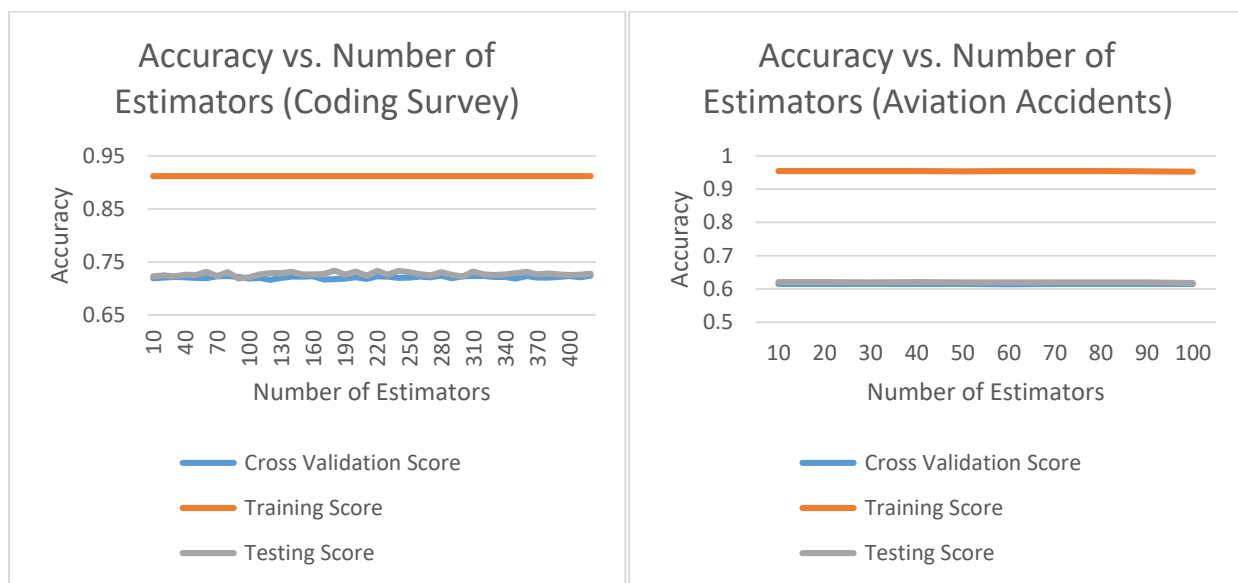 Accuracy vs. Number of
Estimators (Coding Survey)
0.95
0.85
0.75
0.65
Accuracy
10
40
70
100
130
160
190
220
250
280
310
340
370
400
Number of Estimators
Cross Validation Score
Training Score
Testing Score
Accuracy vs. Number of
Estimators (Aviation Accidents)
1
0.9
0.8
0.7
0.6
0.5
Accuracy
10 20 30 40 50 60 70 80 90 100
Number of Estimators
Cross Validation Score
Training Score
Testing Score